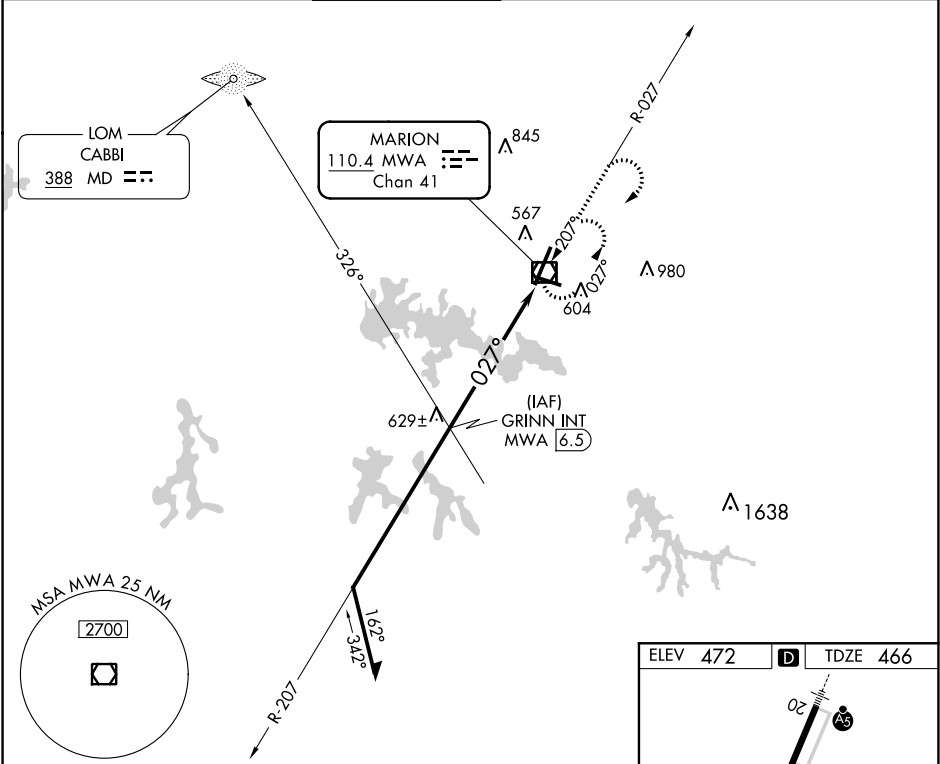 R-027
LOM
CABBI
388 MD
MARION
110.4 MWA
Chan 41
845
567
207°
980
027°
604
326°
027°
629±
(IAF)
GRINN INT
MWA 6.5
1638
MSA MWA 25 NM
2700
162°
342°
R-207
ELEV 472 D TDZE 466
20
A5